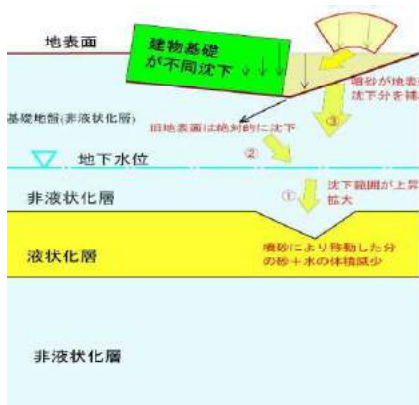 地表面
建物基礎
が不同沈下
噴砂が地表
沈下分を補
③
基礎地盤(非液状化層)
旧地表面は絶対的に沈下
②
地下水位
①
沈下範囲が上昇
拡大
非液状化層
噴砂により移動した分
の砂＋水の体積減少
液状化層
非液状化層